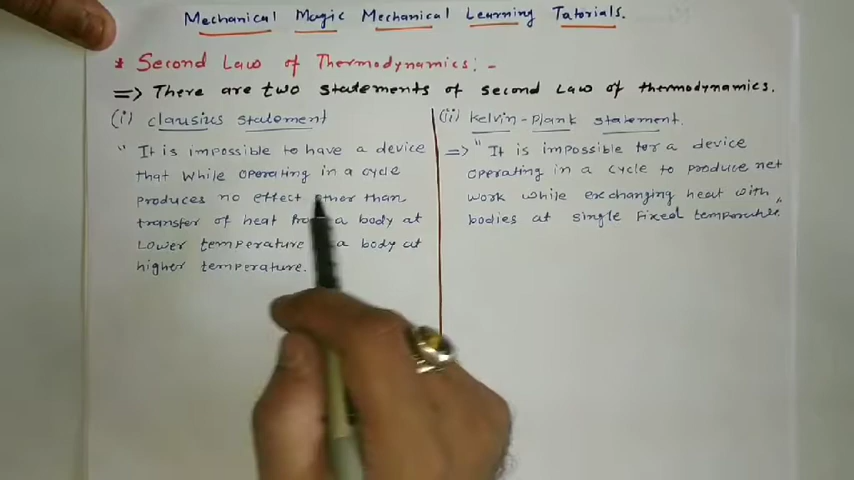 Mechanical Magic Mechanical Learning Tatorials.
* Second Law of Thermodynamics:-
=> There are two statements of second Law of thermodynamics.
(i) clausius statement
"It is impossible to have a device
that while operating in a cycle
produces no effect other than
transfer of heat from a body at
Lower temperature a body at
higher temperature.
(ii) kelvin-plank statement.
=> "It is impossible for a device
operating in a cycle to produce net
work while exchanging heat with
bodies at single fixed temperature."